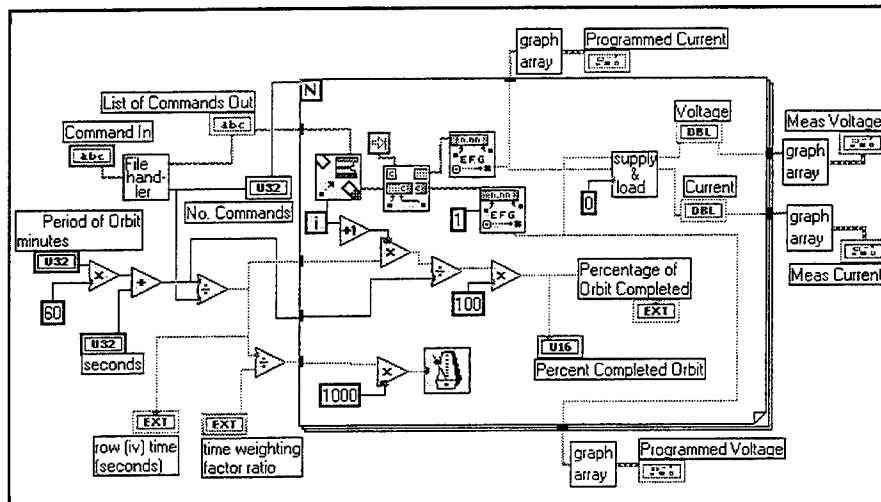 graph
array
Programmed Current
N
List of Commands Out
abc
Command In
abc
File
hand-
ler
U32
No. Commands
Voltage
DBL
Meas Voltage
graph
array
supply
&
load
0
Current
DBL
graph
array
Meas Current
n.nn
E F G
n.nn
E F G
1
i
+1
Period of Orbit
minutes
U32
60
×
+
÷
U32
seconds
×
÷
×
100
Percentage of
Orbit Completed
EXT
U16
Percent Completed Orbit
÷
1000
×
EXT
row (iv) time
(seconds)
EXT
time weighting
factor ratio
graph
array
Programmed Voltage